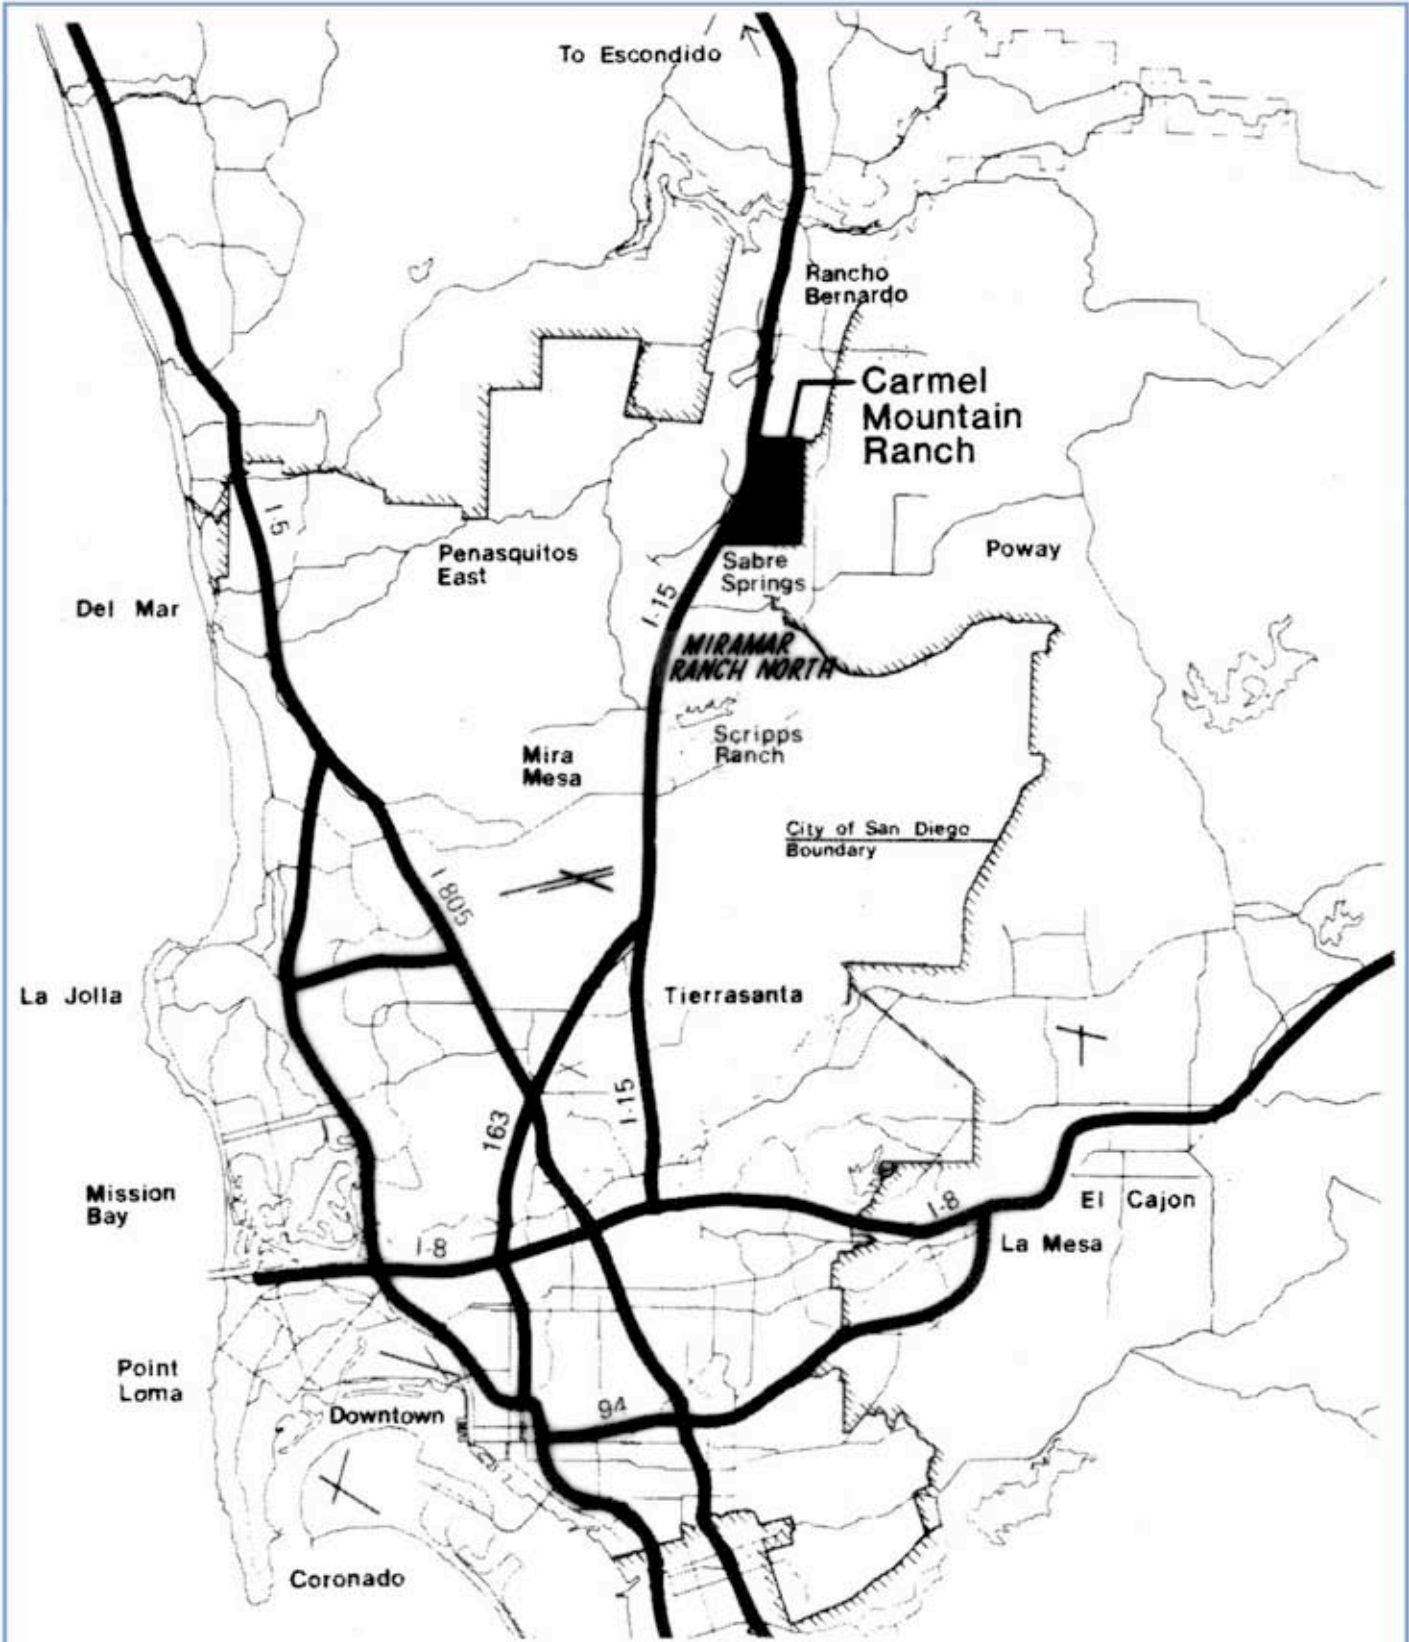 To Escondido
Rancho
Bernardo
Carmel
Mountain
Ranch
I 5
Penasquitos
East
Poway
Sabre
Springs
Del Mar
I-15
MIRAMAR
RANCH NORTH
Scripps
Ranch
Mira
Mesa
City of San Diego
Boundary
I 805
La Jolla
Tierrasanta
I-15
163
Mission
Bay
I-8
El Cajon
I-8
La Mesa
Point
Loma
94
Downtown
Coronado